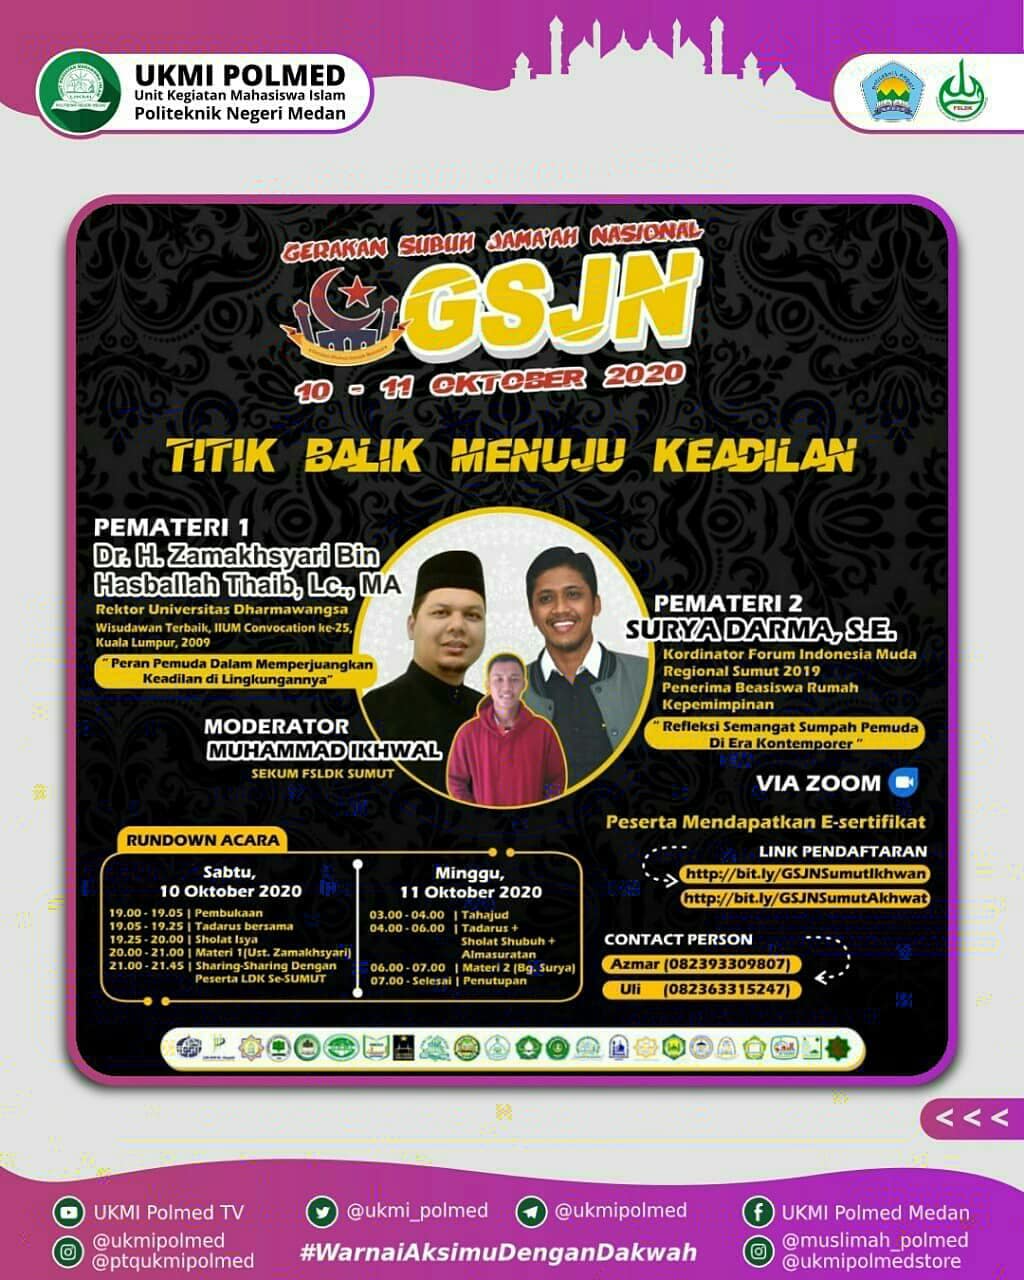 UKMI POLMED
Unit Kegiatan Mahasiswa Islam
Politeknik Negeri Medan
FSLDK
GERAKAN SUBUH JAMA'AH NASIONAL
GSJN
10 - 11 OKTOBER 2020
TITIK BALIK MENUJU KEADILAN
PEMATERI 1
Dr. H. Zamakhsyari Bin
Hasballah Thaib, Lc., MA
Rektor Universitas Dharmawangsa
Wisudawan Terbaik, IIUM Convocation ke-25,
Kuala Lumpur, 2009
" Peran Pemuda Dalam Memperjuangkan
Keadilan di Lingkungannya"
PEMATERI 2
SURYA DARMA, S.E.
Kordinator Forum Indonesia Muda
Regional Sumut 2019
Penerima Beasiswa Rumah
Kepemimpinan
" Refleksi Semangat Sumpah Pemuda
Di Era Kontemporer "
MODERATOR
MUHAMMAD IKHWAL
SEKUM FSLDK SUMUT
VIA ZOOM
Peserta Mendapatkan E-sertifikat
LINK PENDAFTARAN
http://bit.ly/GSJNSumutIkhwan
http://bit.ly/GSJNSumutAkhwat
CONTACT PERSON
Azmar (082393309807)
Uli (082363315247)
RUNDOWN ACARA
Sabtu,
10 Oktober 2020
19.00 - 19.05 | Pembukaan
19.05 - 19.25 | Tadarus bersama
19.25 - 20.00 | Sholat Isya
20.00 - 21.00 | Materi 1(Ust. Zamakhsyari)
21.00 - 21.45 | Sharing-Sharing Dengan
Peserta LDK Se-SUMUT
Minggu,
11 Oktober 2020
03.00 - 04.00 | Tahajud
04.00 - 06.00 | Tadarus +
Sholat Shubuh +
Almasuratan
06.00 - 07.00 | Materi 2 (Bg. Surya)
07.00 - Selesai | Penutupan
< < <
UKMI Polmed TV
@ukmi_polmed
@ukmipolmed
UKMI Polmed Medan
@ukmipolmed
@ptqukmipolmed
#WarnaiAksimuDenganDakwah
@muslimah_polmed
@ukmipolmedstore